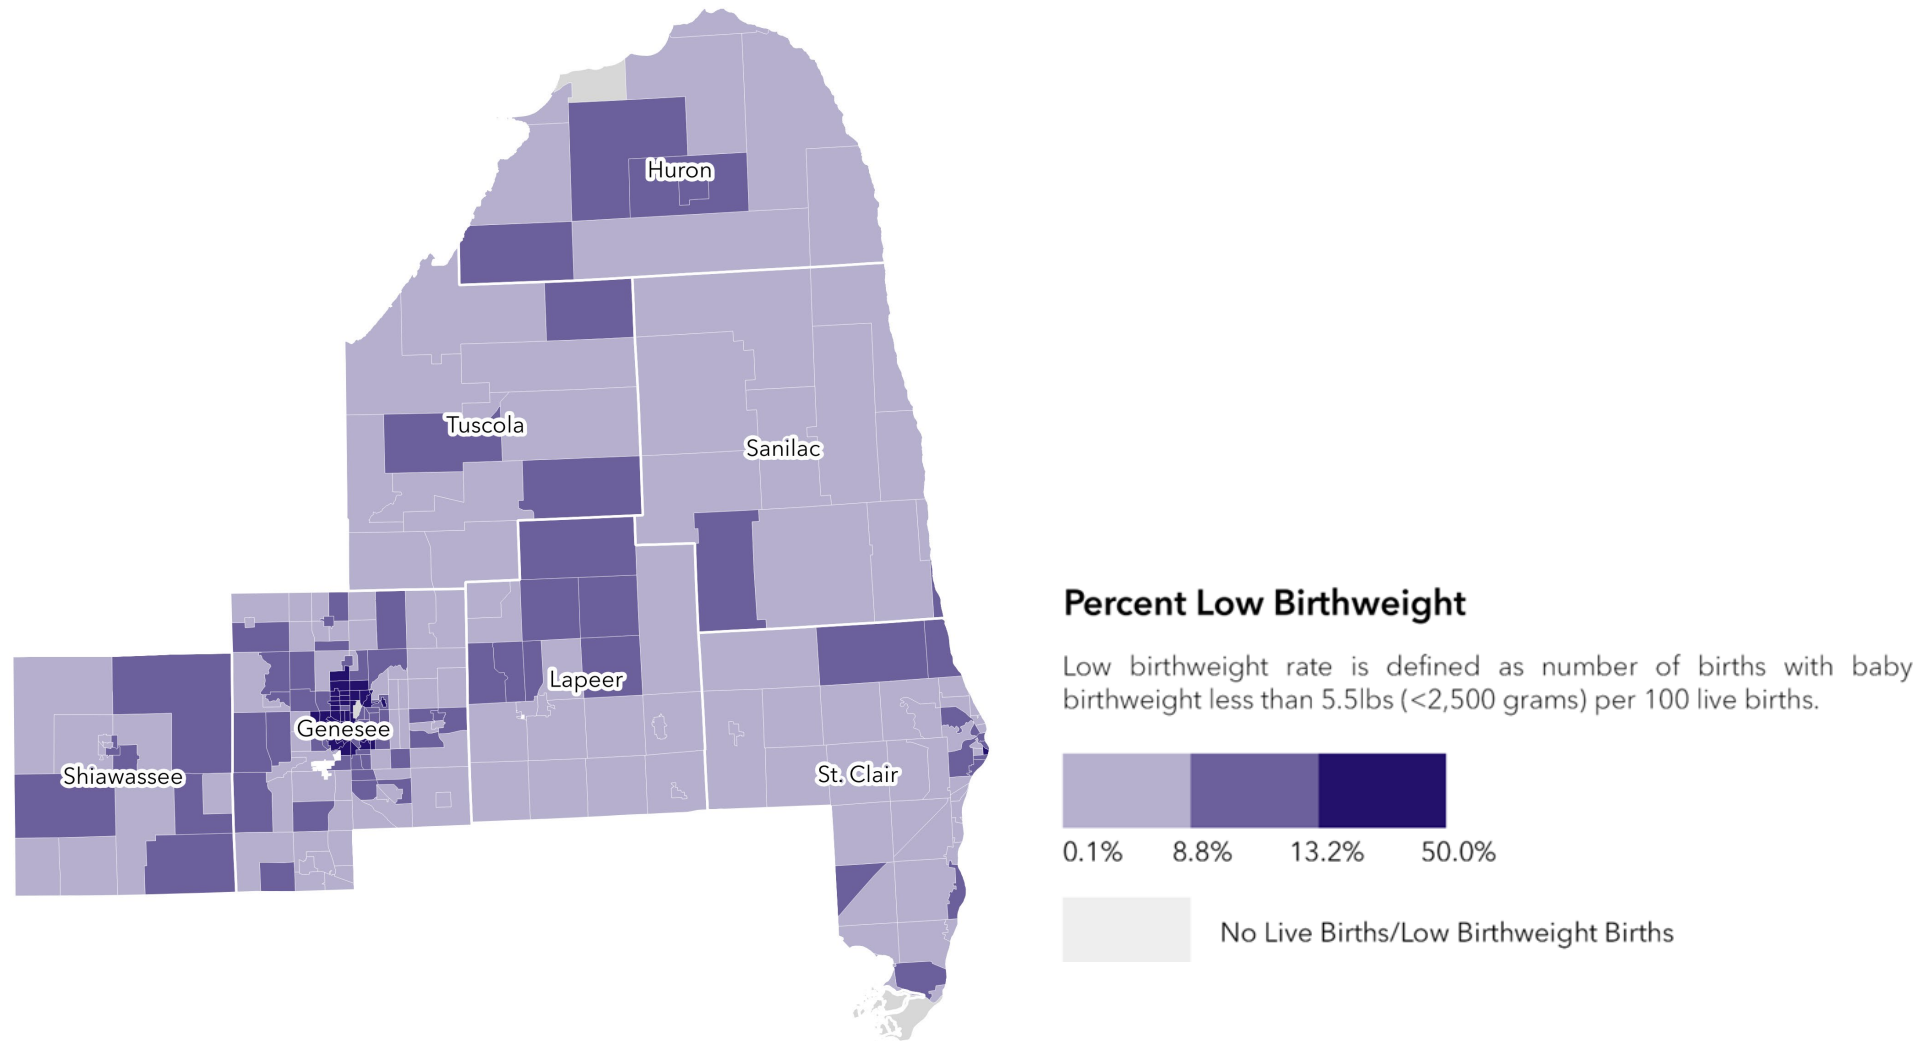 Huron
Tuscola
Sanilac
Percent Low Birthweight
Low birthweight rate is defined as number of births with baby
birthweight less than 5.5lbs (<2,500 grams) per 100 live births.
Lapeer
Genesee
Shiawassee
St. Clair
0.1% 8.8% 13.2% 50.0%
No Live Births/Low Birthweight Births